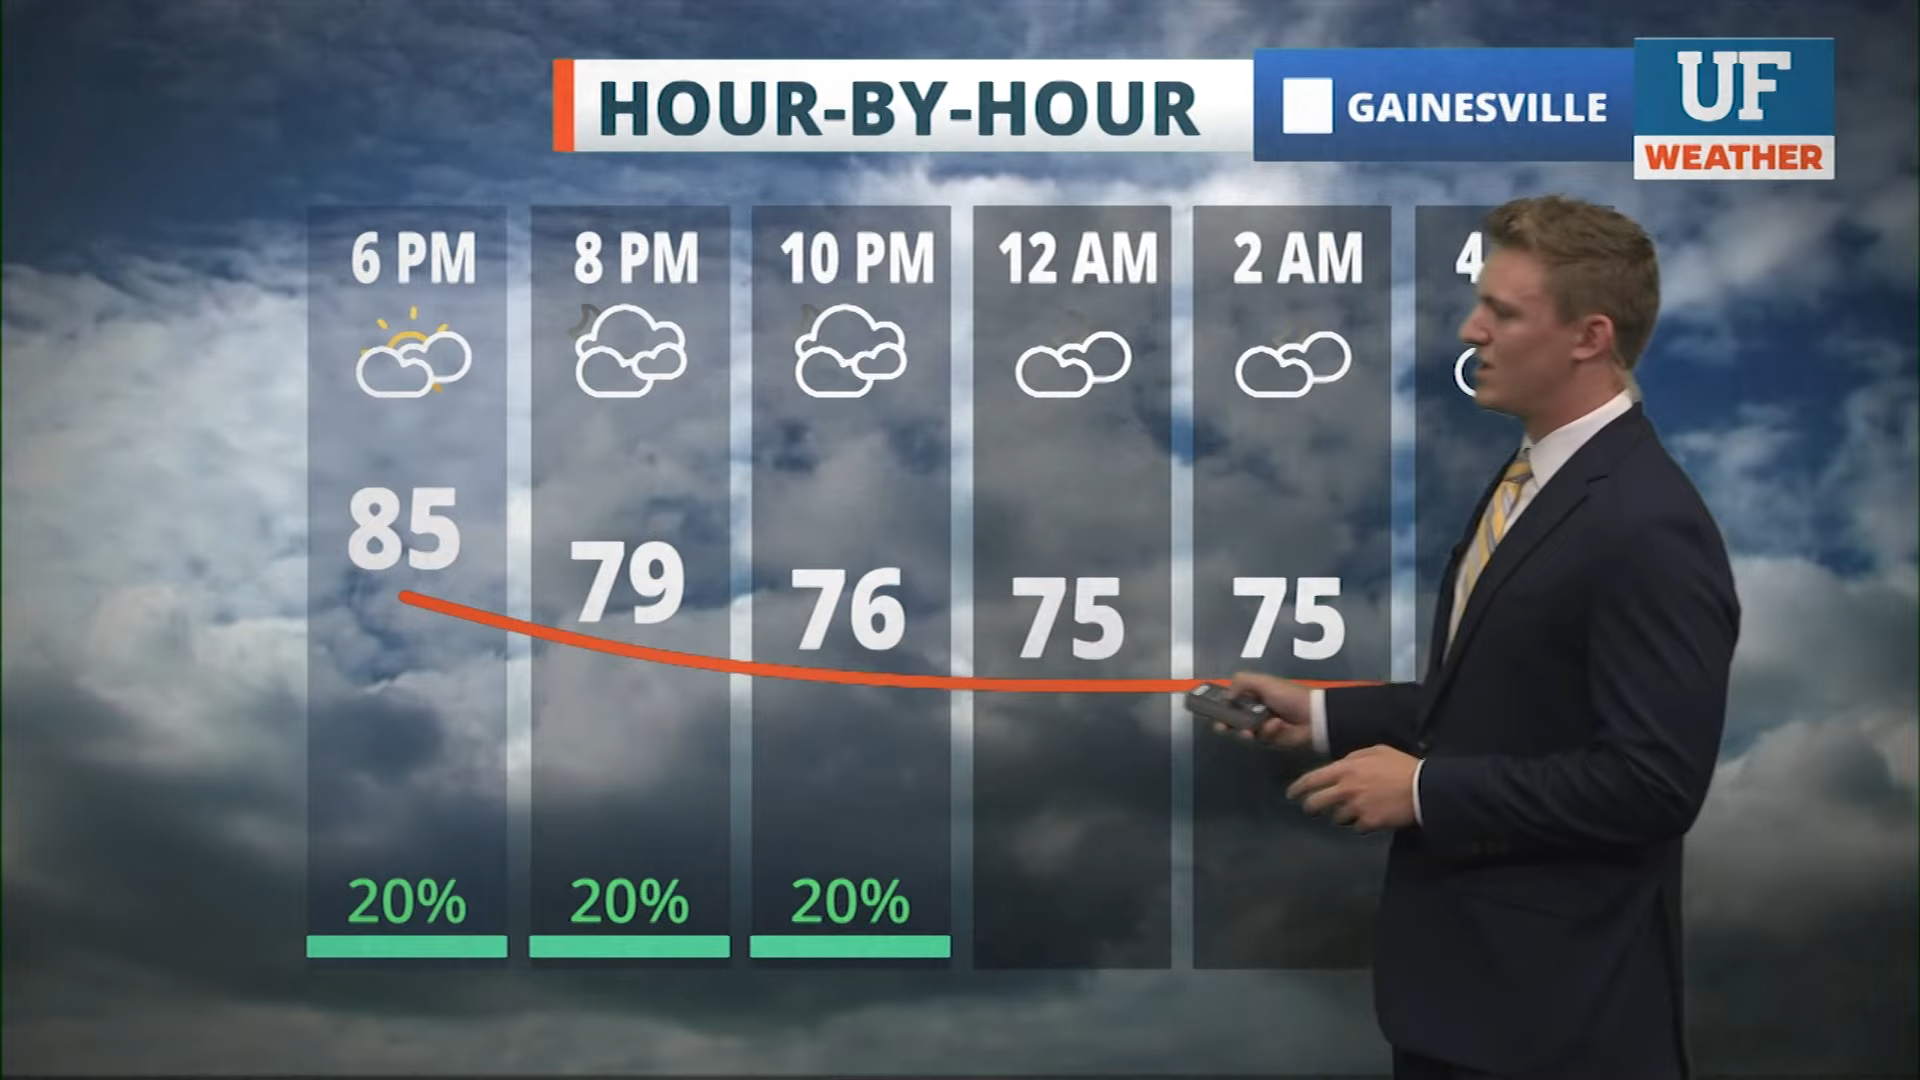 HOUR-BY-HOUR
GAINESVILLE
UF
WEATHER
6 PM 8 PM 10 PM 12 AM 2 AM 4
85 79 76 75 75
20% 20% 20%